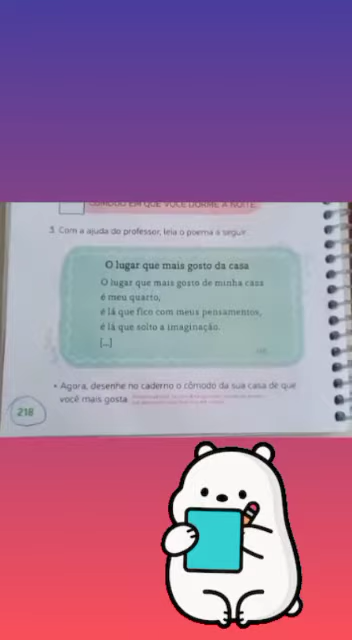 CÔMODO EM QUE VOCÊ DORME À NOITE.
3. Com a ajuda do professor, leia o poema a seguir.
O lugar que mais gosto da casa
O lugar que mais gosto de minha casa
é meu quarto,
é lá que fico com meus pensamentos,
é lá que solto a imaginação.
[...]
• Agora, desenhe no caderno o cômodo da sua casa de que
você mais gosta.
218